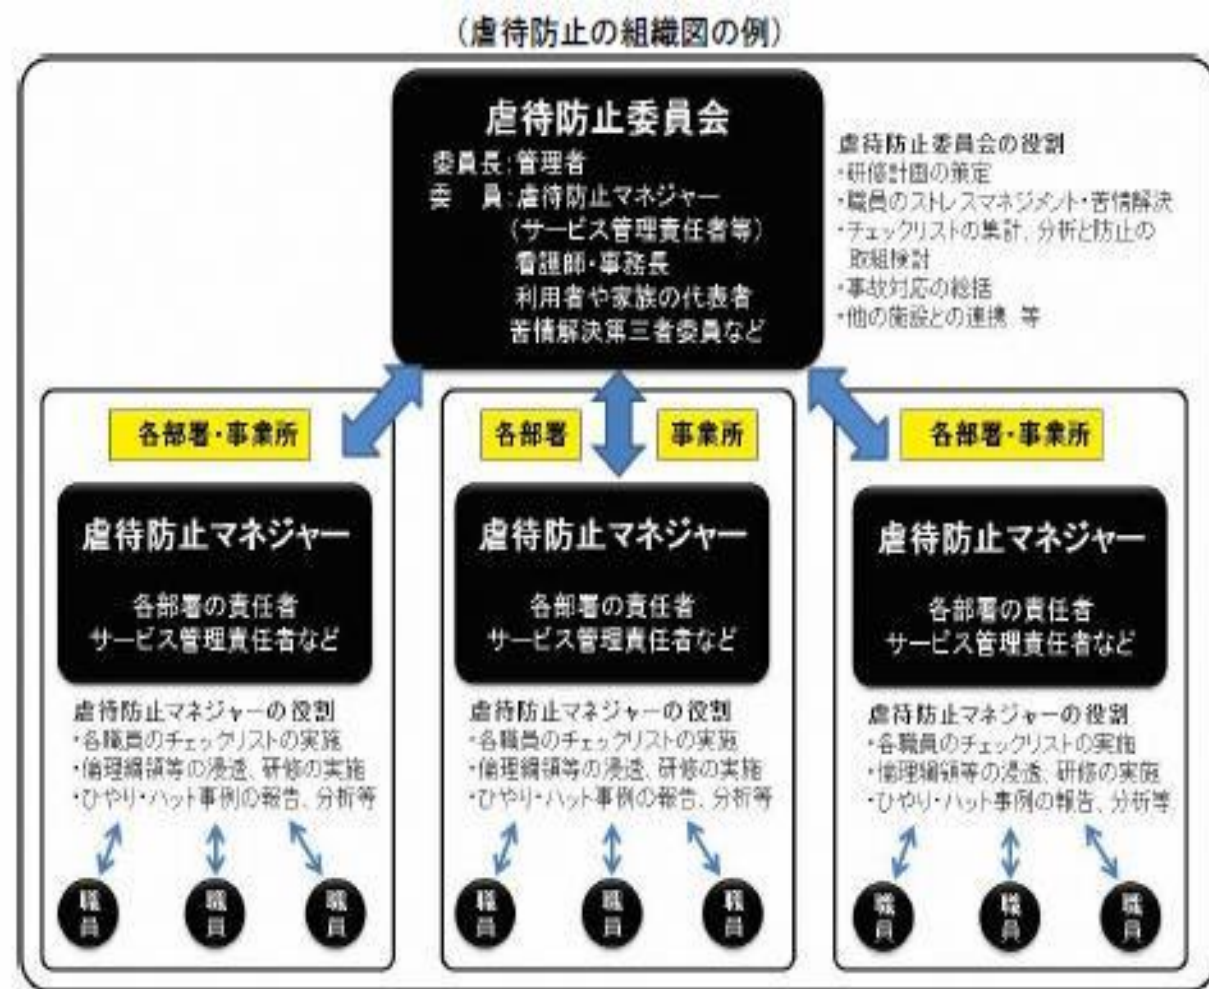 （虐待防止の組織図の例）
虐待防止委員会
委員長：管理者
委　員：虐待防止マネジャー
（サービス管理責任者等）
看護師・事務長
利用者や家族の代表者
苦情解決第三者委員など
虐待防止委員会の役割
・研修計画の策定
・職員のストレスマネジメント・苦情解決
・チェックリストの集計、分析と防止の
取組検討
・事故対応の総括
・他の施設との連携 等
各部署・事業所
虐待防止マネジャー
各部署の責任者
サービス管理責任者など
虐待防止マネジャーの役割
・各職員のチェックリストの実施
・倫理綱領等の浸透、研修の実施
・ひやり・ハット事例の報告、分析等
職員
職員
職員
各部署
事業所
虐待防止マネジャー
各部署の責任者
サービス管理責任者など
虐待防止マネジャーの役割
・各職員のチェックリストの実施
・倫理綱領等の浸透、研修の実施
・ひやり・ハット事例の報告、分析等
職員
職員
職員
各部署・事業所
虐待防止マネジャー
各部署の責任者
サービス管理責任者など
虐待防止マネジャーの役割
・各職員のチェックリストの実施
・倫理綱領等の浸透、研修の実施
・ひやり・ハット事例の報告、分析等
職員
職員
職員